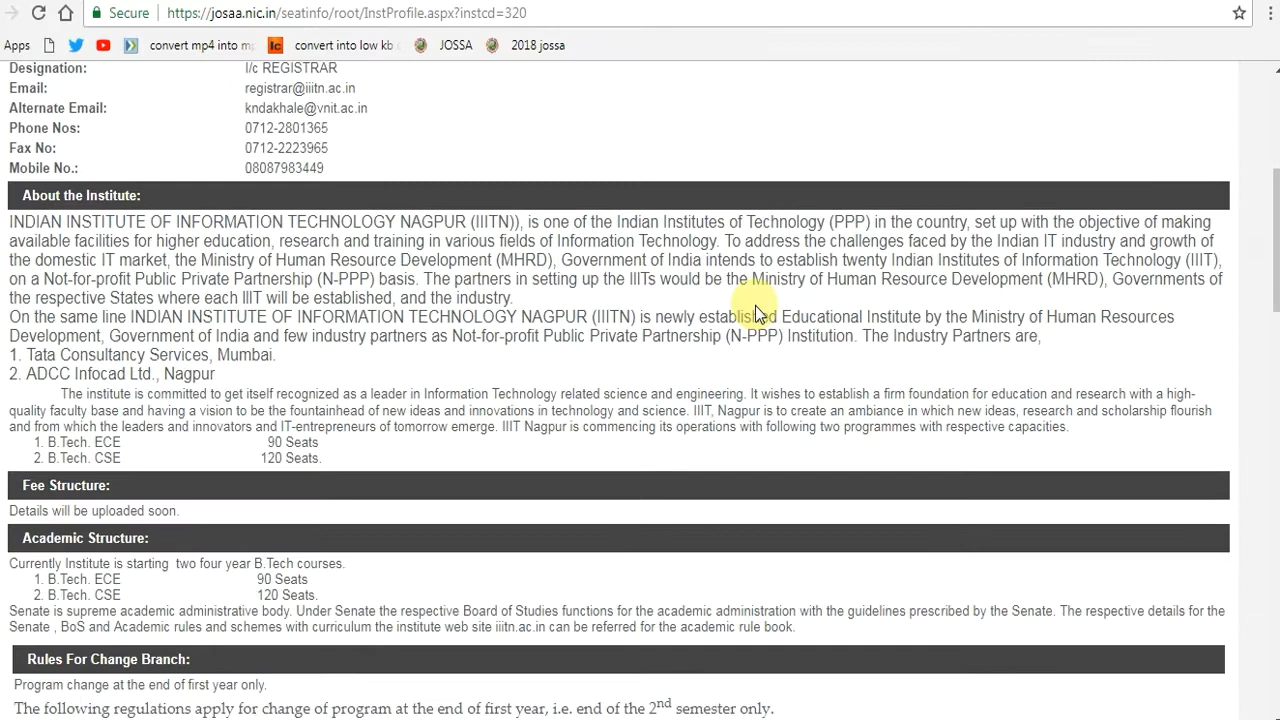 Secure https://josaa.nic.in/seatinfo/root/InstProfile.aspx?instcd=320
Apps convert mp4 into mp lc convert into low kb JOSSA 2018 jossa
Designation: I/c REGISTRAR
Email: registrar@iiitn.ac.in
Alternate Email: kndakhale@vnit.ac.in
Phone Nos: 0712-2801365
Fax No: 0712-2223965
Mobile No.: 08087983449
About the Institute:
INDIAN INSTITUTE OF INFORMATION TECHNOLOGY NAGPUR (IIITN)), is one of the Indian Institutes of Technology (PPP) in the country, set up with the objective of making
available facilities for higher education, research and training in various fields of Information Technology. To address the challenges faced by the Indian IT industry and growth of
the domestic IT market, the Ministry of Human Resource Development (MHRD), Government of India intends to establish twenty Indian Institutes of Information Technology (IIIT),
on a Not-for-profit Public Private Partnership (N-PPP) basis. The partners in setting up the IIITs would be the Ministry of Human Resource Development (MHRD), Governments of
the respective States where each IIIT will be established, and the industry.
On the same line INDIAN INSTITUTE OF INFORMATION TECHNOLOGY NAGPUR (IIITN) is newly established Educational Institute by the Ministry of Human Resources
Development, Government of India and few industry partners as Not-for-profit Public Private Partnership (N-PPP) Institution. The Industry Partners are,
1. Tata Consultancy Services, Mumbai.
2. ADCC Infocad Ltd., Nagpur
The institute is committed to get itself recognized as a leader in Information Technology related science and engineering. It wishes to establish a firm foundation for education and research with a high-
quality faculty base and having a vision to be the fountainhead of new ideas and innovations in technology and science. IIIT, Nagpur is to create an ambiance in which new ideas, research and scholarship flourish
and from which the leaders and innovators and IT-entrepreneurs of tomorrow emerge. IIIT Nagpur is commencing its operations with following two programmes with respective capacities.
1. B.Tech. ECE 90 Seats
2. B.Tech. CSE 120 Seats.
Fee Structure:
Details will be uploaded soon.
Academic Structure:
Currently Institute is starting two four year B.Tech courses.
1. B.Tech. ECE 90 Seats
2. B.Tech. CSE 120 Seats.
Senate is supreme academic administrative body. Under Senate the respective Board of Studies functions for the academic administration with the guidelines prescribed by the Senate. The respective details for the
Senate , BoS and Academic rules and schemes with curriculum the institute web site iiitn.ac.in can be referred for the academic rule book.
Rules For Change Branch:
Program change at the end of first year only.
The following regulations apply for change of program at the end of first year, i.e. end of the 2nd semester only.